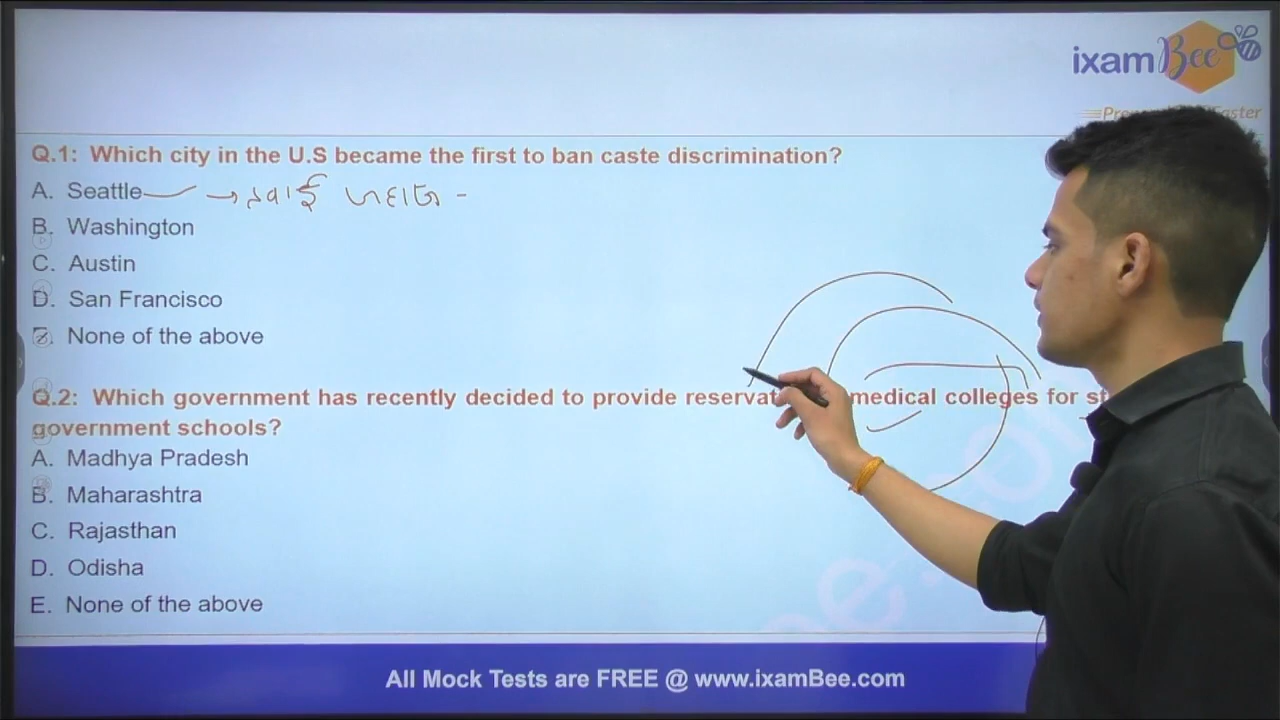 ixamBee
Q.1: Which city in the U.S became the first to ban caste discrimination?
A. Seattle
B. Washington
C. Austin
D. San Francisco
E. None of the above
Q.2: Which government has recently decided to provide medical colleges for
government schools?
A. Madhya Pradesh
B. Maharashtra
C. Rajasthan
D. Odisha
E. None of the above
All Mock Tests are FREE @ www.ixamBee.com